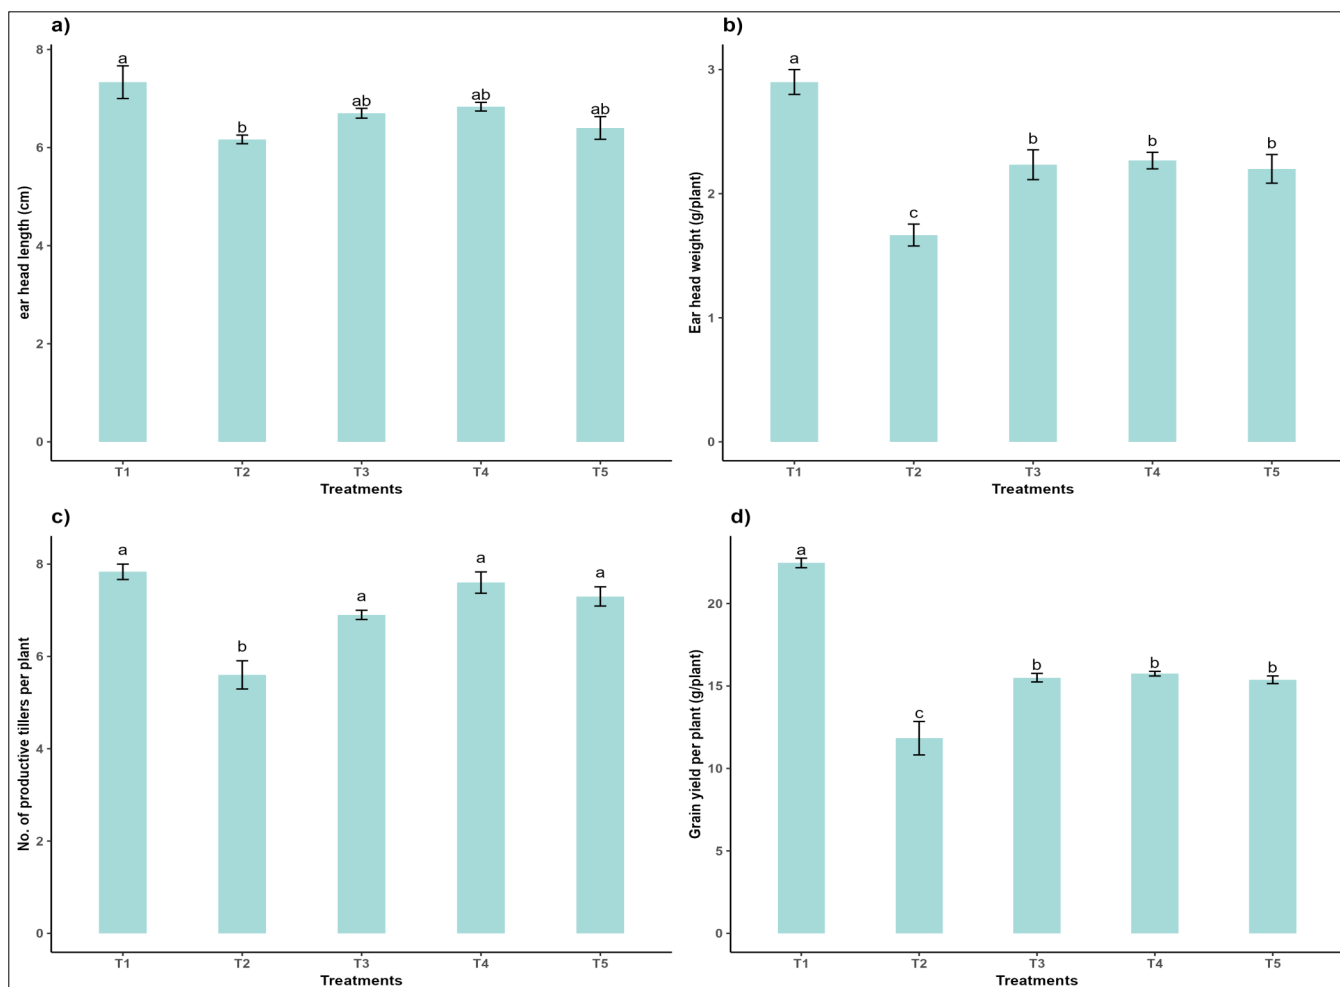 a)
ear head length (cm)
8
6
4
2
0
a
b
ab
ab
ab
T1 T2 T3 T4 T5
Treatments
b)
Ear head weight (g/plant)
3
2
1
0
a
c
b
b
b
T1 T2 T3 T4 T5
Treatments
c)
No. of productive tillers per plant
8
6
4
2
0
a
b
a
a
a
T1 T2 T3 T4 T5
Treatments
d)
Grain yield per plant (g/plant)
20
15
10
5
0
a
c
b
b
b
T1 T2 T3 T4 T5
Treatments